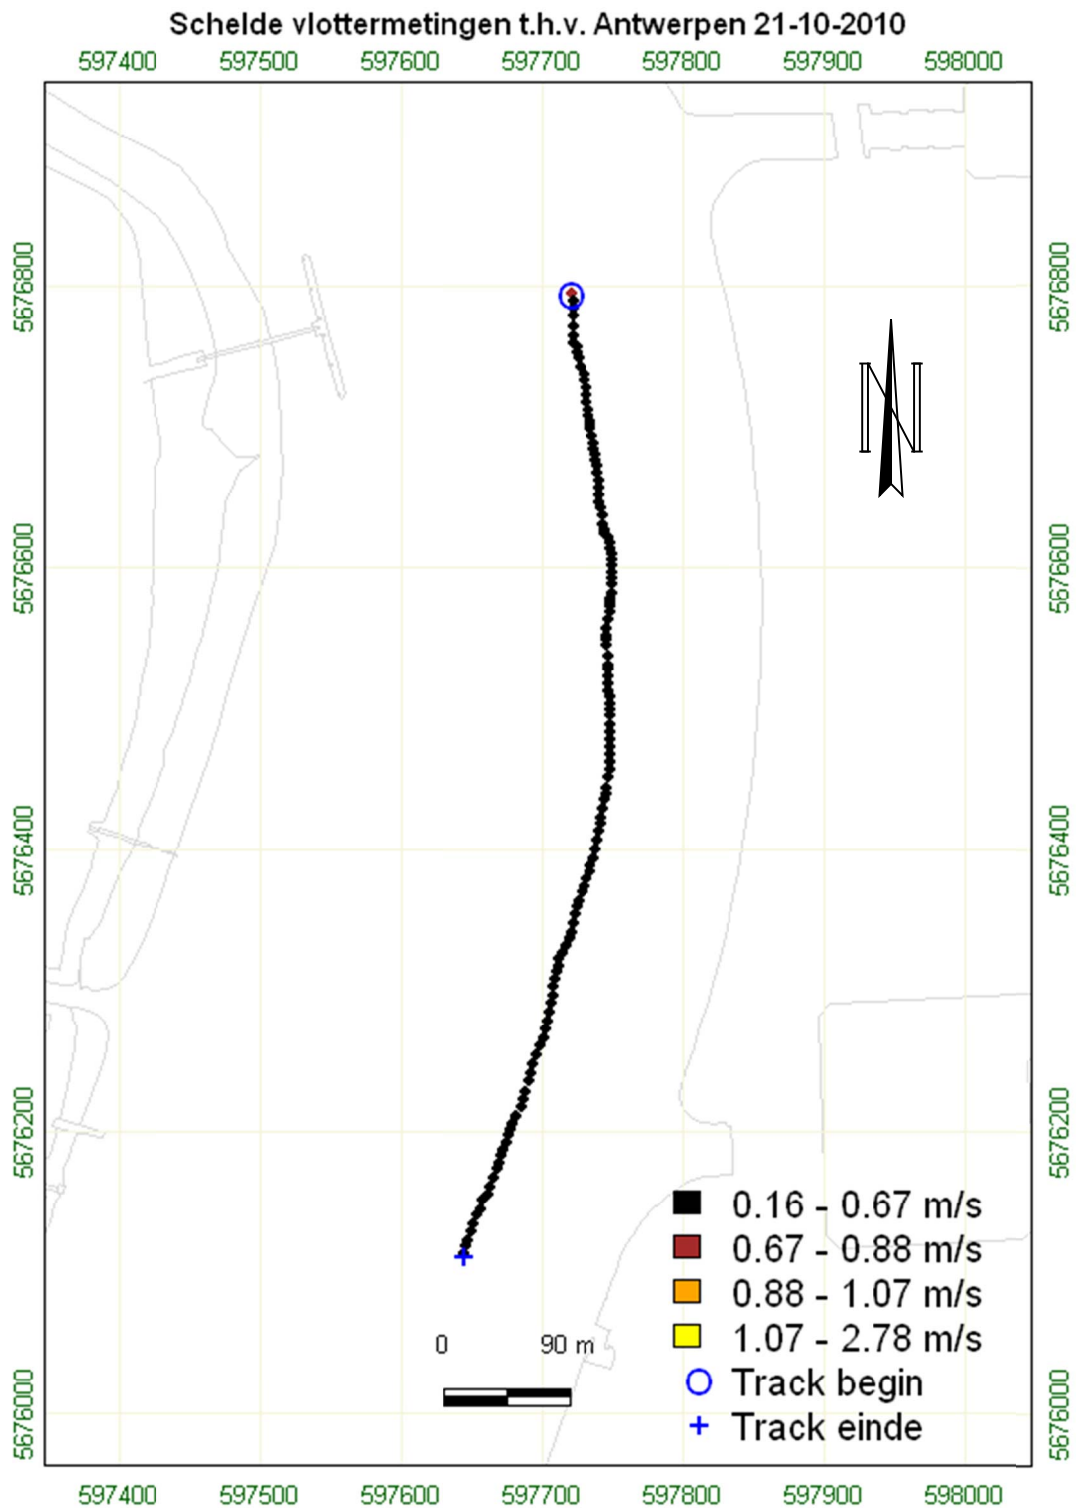 Schelde vlottermetingen t.h.v. Antwerpen 21-10-2010
597400 597500 597600 597700 597800 597900 598000
5676800 5676800
N
5676600 5676600
5676400 5676400
5676200 5676200
0.16 - 0.67 m/s
0.67 - 0.88 m/s
0.88 - 1.07 m/s
1.07 - 2.78 m/s
0 90 m
Track begin
Track einde
5676000 5676000
597400 597500 597600 597700 597800 597900 598000